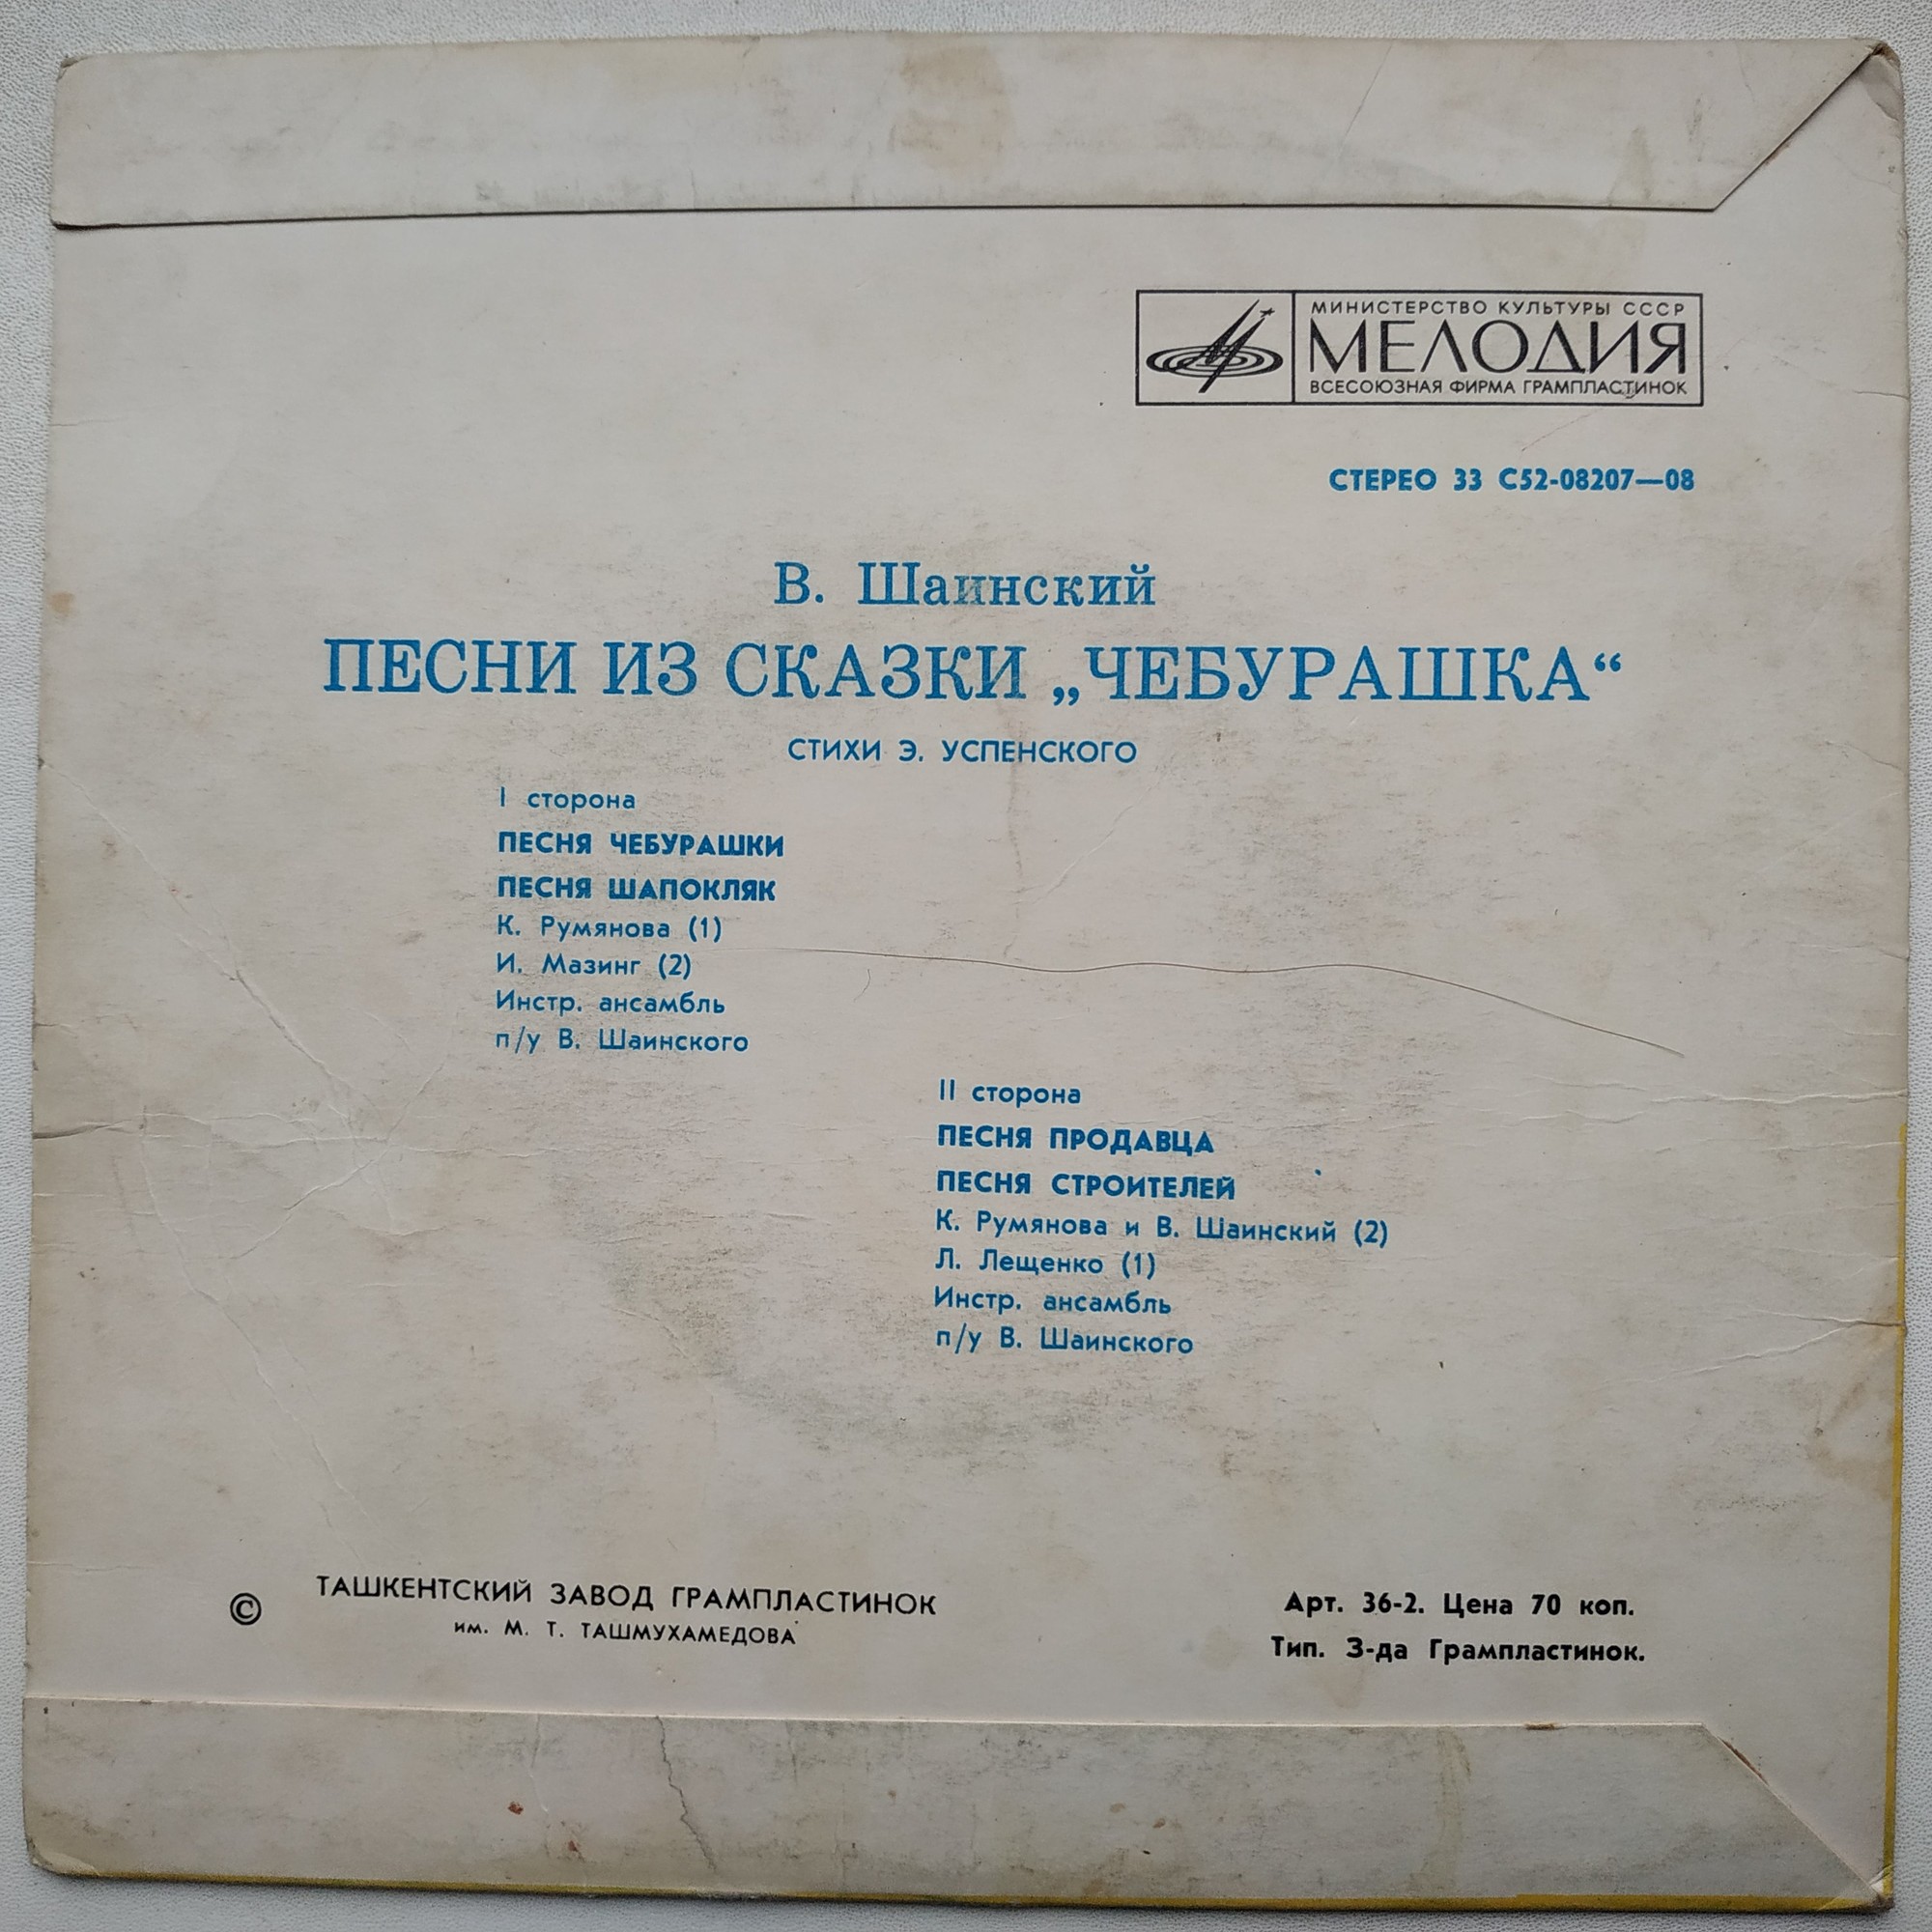 МИНИСТЕРСТВО КУЛЬТУРЫ СССР
МЕЛОДИЯ
ВСЕСОЮЗНАЯ ФИРМА ГРАМПЛАСТИНОК
СТЕРЕО 33 С52-08207—08
В. Шаинский
ПЕСНИ ИЗ СКАЗКИ „ЧЕБУРАШКА“
СТИХИ Э. УСПЕНСКОГО
I сторона
ПЕСНЯ ЧЕБУРАШКИ
ПЕСНЯ ШАПОКЛЯК
К. Румянова (1)
И. Мазинг (2)
Инстр. ансамбль
п/у В. Шаинского
II сторона
ПЕСНЯ ПРОДАВЦА
ПЕСНЯ СТРОИТЕЛЕЙ
К. Румянова и В. Шаинский (2)
Л. Лещенко (1)
Инстр. ансамбль
п/у В. Шаинского
© ТАШКЕНТСКИЙ ЗАВОД ГРАМПЛАСТИНОК
им. М. Т. ТАШМУХАМЕДОВА
Арт. 36-2. Цена 70 коп.
Тип. З-да Грампластинок.